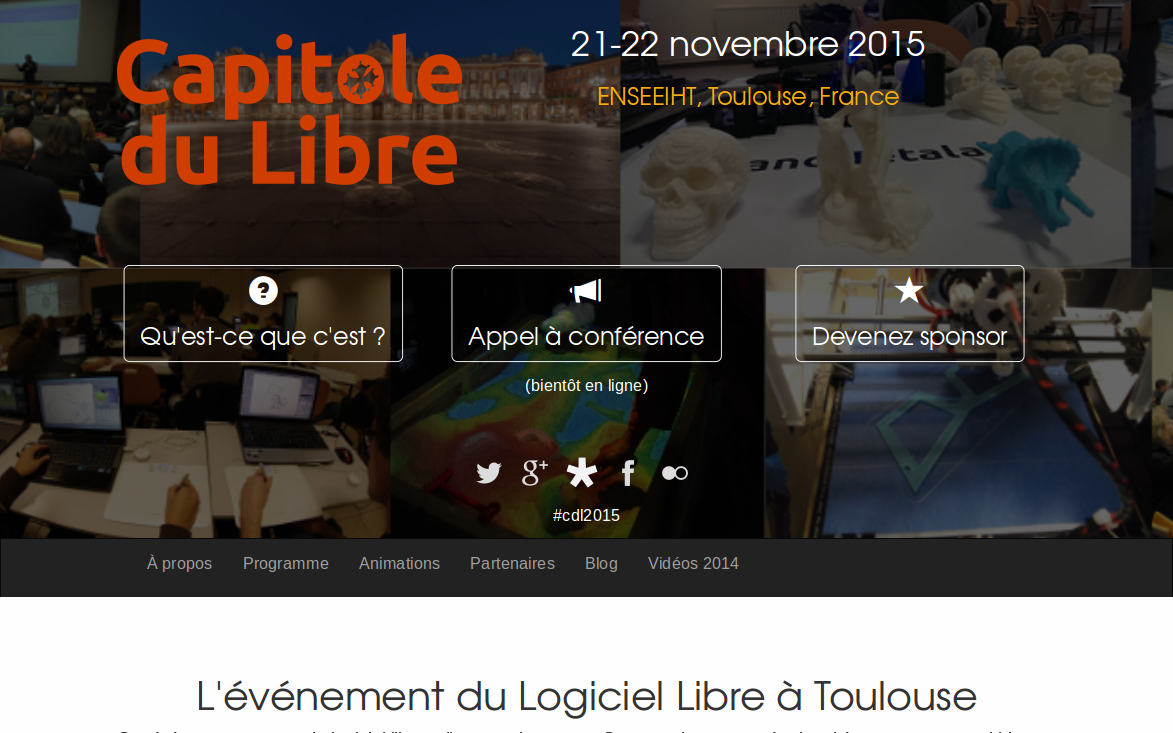 Capitole
du Libre
21-22 novembre 2015
ENSEEIHT, Toulouse, France
Qu'est-ce que c'est ?
Appel à conférence
(bientôt en ligne)
Devenez sponsor
#cdl2015
À propos
Programme
Animations
Partenaires
Blog
Vidéos 2014
L'événement du Logiciel Libre à Toulouse